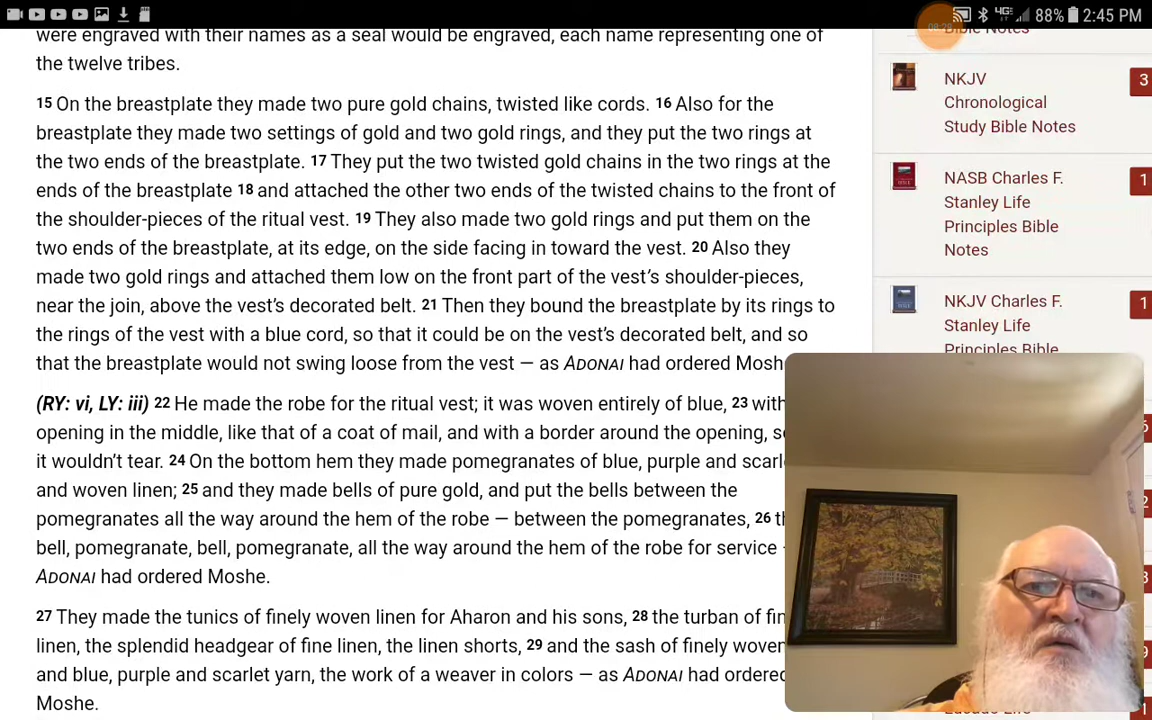 88% 2:45 PM
were engraved with their names as a seal would be engraved, each name representing one of
the twelve tribes.
15 On the breastplate they made two pure gold chains, twisted like cords. 16 Also for the
breastplate they made two settings of gold and two gold rings, and they put the two rings at
the two ends of the breastplate. 17 They put the two twisted gold chains in the two rings at the
ends of the breastplate 18 and attached the other two ends of the twisted chains to the front of
the shoulder-pieces of the ritual vest. 19 They also made two gold rings and put them on the
two ends of the breastplate, at its edge, on the side facing in toward the vest. 20 Also they
made two gold rings and attached them low on the front part of the vest's shoulder-pieces,
near the join, above the vest's decorated belt. 21 Then they bound the breastplate by its rings to
the rings of the vest with a blue cord, so that it could be on the vest's decorated belt, and so
that the breastplate would not swing loose from the vest — as ADONAI had ordered Moshe
(RY: vi, LY: iii) 22 He made the robe for the ritual vest; it was woven entirely of blue, 23 with
opening in the middle, like that of a coat of mail, and with a border around the opening,
it wouldn't tear. 24 On the bottom hem they made pomegranates of blue, purple and
and woven linen; 25 and they made bells of pure gold, and put the bells between the
pomegranates all the way around the hem of the robe — between the pomegranates, 26
bell, pomegranate, bell, pomegranate, all the way around the hem of the robe for service
ADONAI had ordered Moshe.
27 They made the tunics of finely woven linen for Aharon and his sons, 28 the turban of
linen, the splendid headgear of fine linen, the linen shorts, 29 and the sash of finely
and blue, purple and scarlet yarn, the work of a weaver in colors — as ADONAI had ordered
Moshe.
Bible Notes
NKJV
Chronological
Study Bible Notes
3
NASB Charles F.
Stanley Life
Principles Bible
Notes
1
NKJV Charles F.
Stanley Life
Principles Bible
1